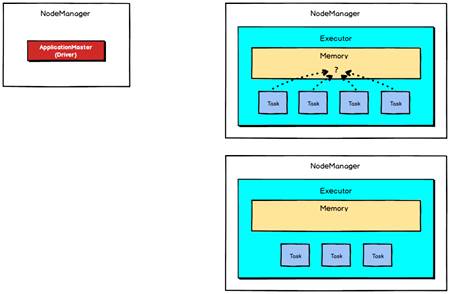 NodeManager
ApplicationMaster
(Driver)
NodeManager
Executor
Memory
?
Task
Task
Task
Task
NodeManager
Executor
Memory
Task
Task
Task